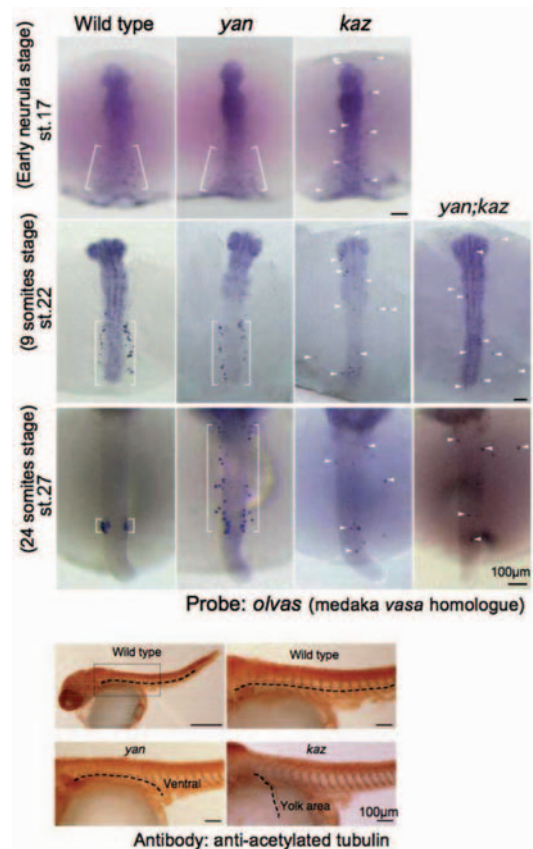 Wild type yan kaz
(Early neurula stage)
st.17
yan;kaz
(9 somites stage)
st.22
(24 somites stage)
st.27
100μm
Probe: olvas (medaka vasa homologue)
Wild type Wild type
yan kaz
Ventral
Yolk area
100μm
Antibody: anti-acetylated tubulin